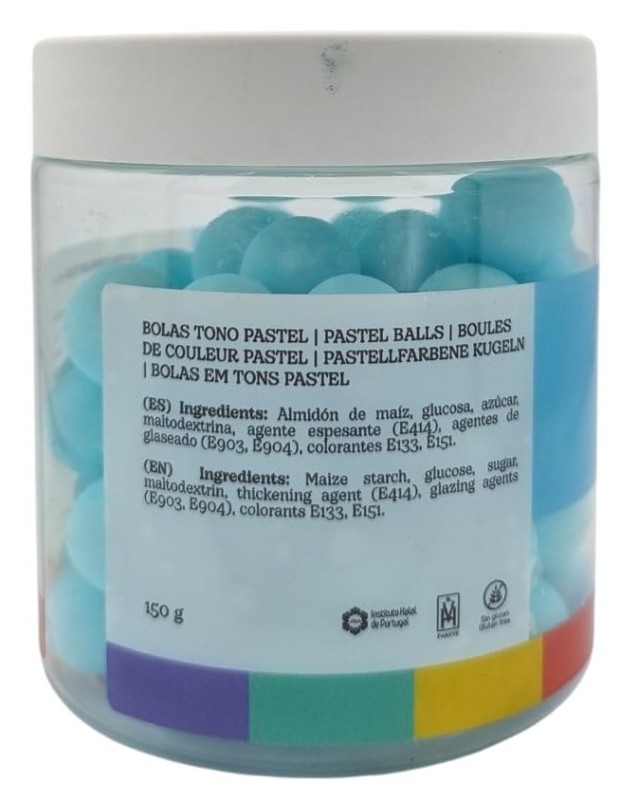 BOLAS TONO PASTEL | PASTEL BALLS | BOULES
DE COULEUR PASTEL | PASTELLFARBENE KUGELN
| BOLAS EM TONS PASTEL
(ES) Ingredients: Almidón de maíz, glucosa, azúcar,
maltodextrina, agente espesante (E414), agentes de
glaseado (E903, E904), colorantes E133, E151.
(EN) Ingredients: Maize starch, glucose, sugar,
maltodextrin, thickening agent (E414), glazing agents
(E903, E904), colorants E133, E151.
150 g
Instituto Halal
de Portugal
PAREVE
Sin gluten
Gluten free